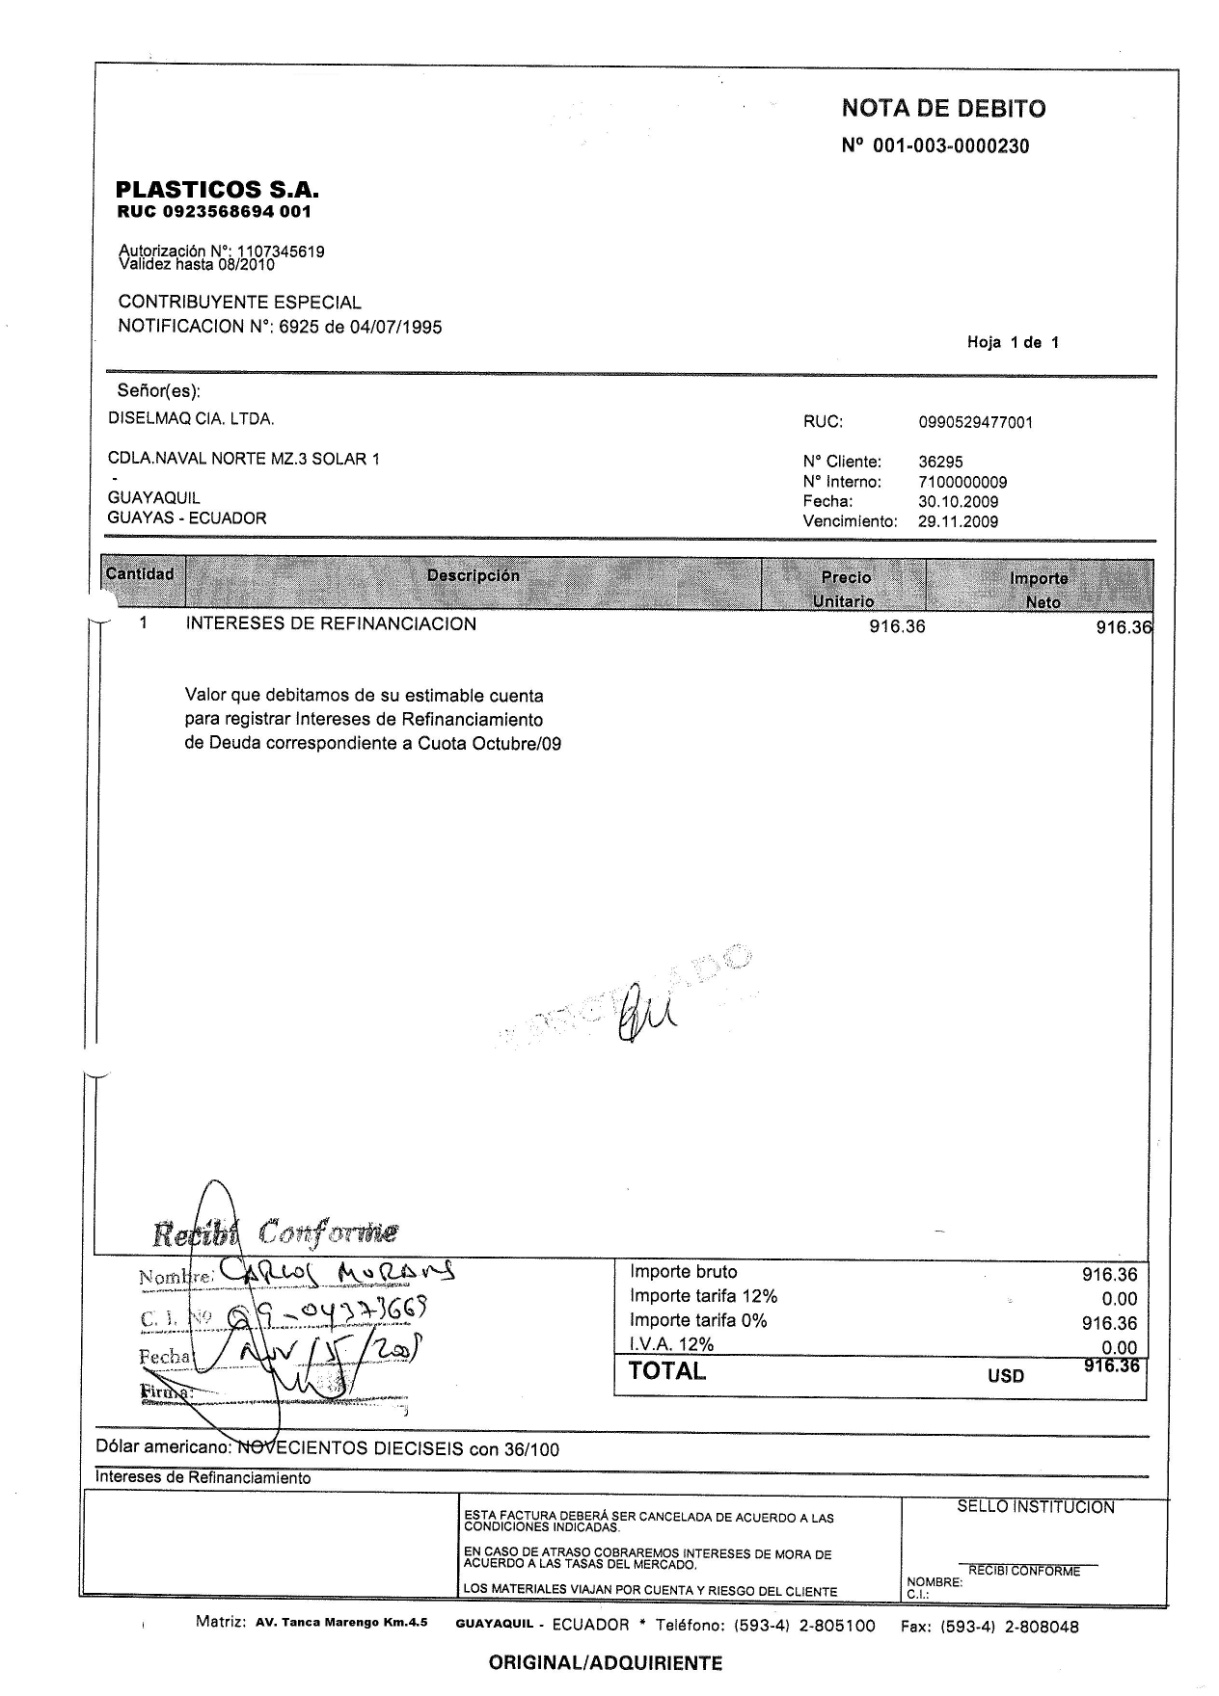 NOTA DE DEBITO
Nº 001-003-0000230
PLASTICOS S.A.
RUC 0923568694 001
Autorización N°: 1107345619
Validez hasta 08/2010
CONTRIBUYENTE ESPECIAL
NOTIFICACION N°: 6925 de 04/07/1995
Hoja 1 de 1
Señor(es):
DISELMAQ CIA. LTDA.
RUC: 0990529477001
CDLA.NAVAL NORTE MZ.3 SOLAR 1
N° Cliente: 36295
-
N° Interno: 7100000009
GUAYAQUIL
Fecha: 30.10.2009
GUAYAS - ECUADOR
Vencimiento: 29.11.2009
Cantidad Descripción Precio Unitario Importe Neto
1 INTERESES DE REFINANCIACION 916.36 916.36
Valor que debitamos de su estimable cuenta
para registrar Intereses de Refinanciamiento
de Deuda correspondiente a Cuota Octubre/09
Recibí Conforme
Nombre: CARLOS
C. I. Nº
Fecha:
Firma:
Importe bruto 916.36
Importe tarifa 12% 0.00
Importe tarifa 0% 916.36
I.V.A. 12% 0.00
TOTAL USD 916.36
Dólar americano: NOVECIENTOS DIECISEIS con 36/100
Intereses de Refinanciamiento
ESTA FACTURA DEBERÁ SER CANCELADA DE ACUERDO A LAS
CONDICIONES INDICADAS.
EN CASO DE ATRASO COBRAREMOS INTERESES DE MORA DE
ACUERDO A LAS TASAS DEL MERCADO.
LOS MATERIALES VIAJAN POR CUENTA Y RIESGO DEL CLIENTE
SELLO INSTITUCION
RECIBI CONFORME
NOMBRE:
C.I.:
Matriz: AV. Tanca Marengo Km.4.5 GUAYAQUIL - ECUADOR * Teléfono: (593-4) 2-805100 Fax: (593-4) 2-808048
ORIGINAL/ADQUIRIENTE